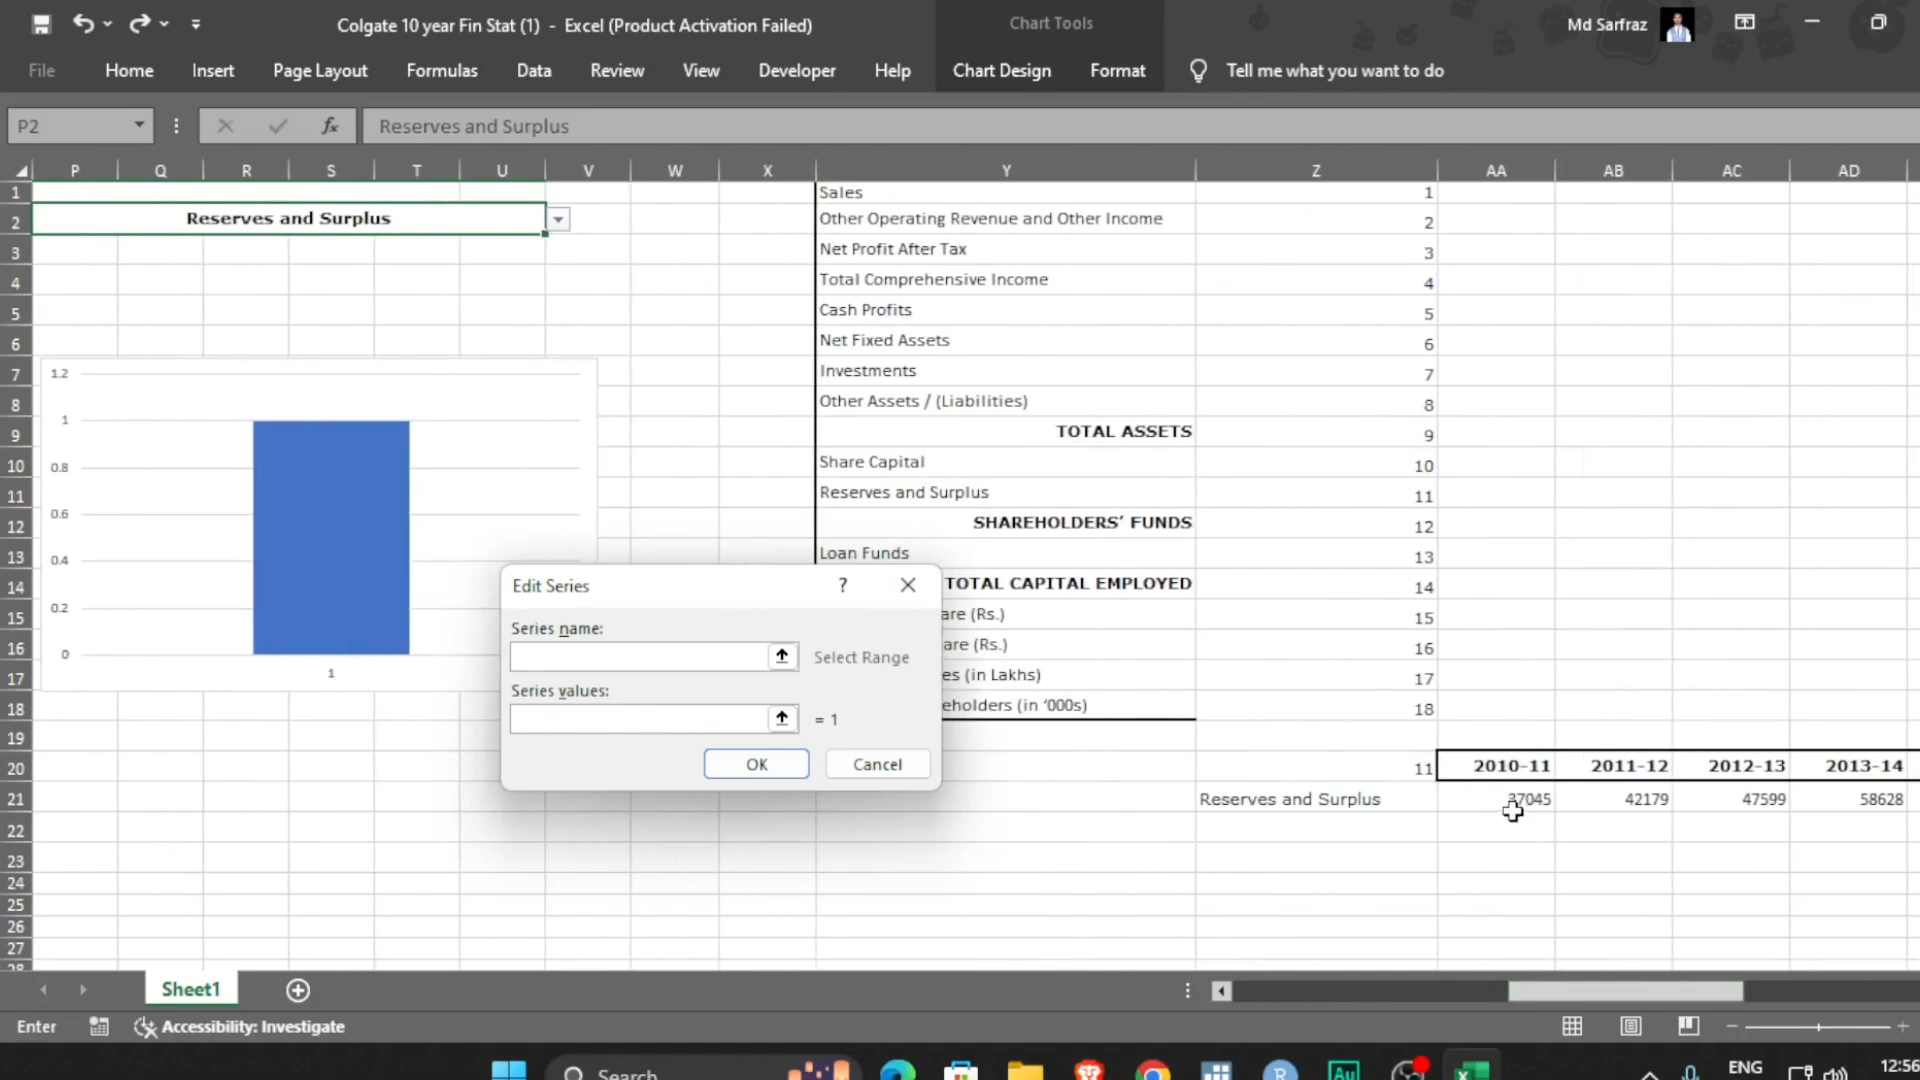 Colgate 10 year Fin Stat (1) - Excel (Product Activation Failed)
Chart Tools
Md Sarfraz
File Home Insert Page Layout Formulas Data Review View Developer Help Chart Design Format Tell me what you want to do
P2 fx Reserves and Surplus
P Q R S T U V W X Y Z AA AB AC AD
1 Sales 1
2 Reserves and Surplus Other Operating Revenue and Other Income 2
3 Net Profit After Tax 3
4 Total Comprehensive Income 4
5 Cash Profits 5
6 Net Fixed Assets 6
7 1.2 Investments 7
8 1 Other Assets / (Liabilities) 8
9 TOTAL ASSETS 9
10 0.8 Share Capital 10
11 0.6 Reserves and Surplus 11
12 SHAREHOLDERS’ FUNDS 12
13 0.4 Loan Funds 13
14 Edit Series ? TOTAL CAPITAL EMPLOYED 14
15 0.2 Series name: are (Rs.) 15
16 0 Select Range are (Rs.) 16
17 1 Series values: es (in Lakhs) 17
18 = 1 eholders (in ‘000s) 18
19
20 OK Cancel 11 2010-11 2011-12 2012-13 2013-14
21 Reserves and Surplus 37045 42179 47599 58628
22
23
24
25
26
27
28
Sheet1
Enter Accessibility: Investigate
Search R Au ENG 12:56